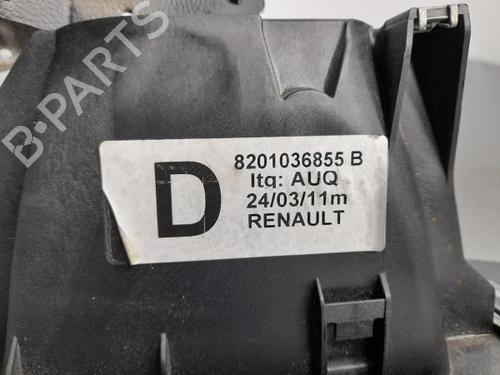 B-PARTS
D
8201036855 B
Itq: AUQ
24/03/11m
RENAULT